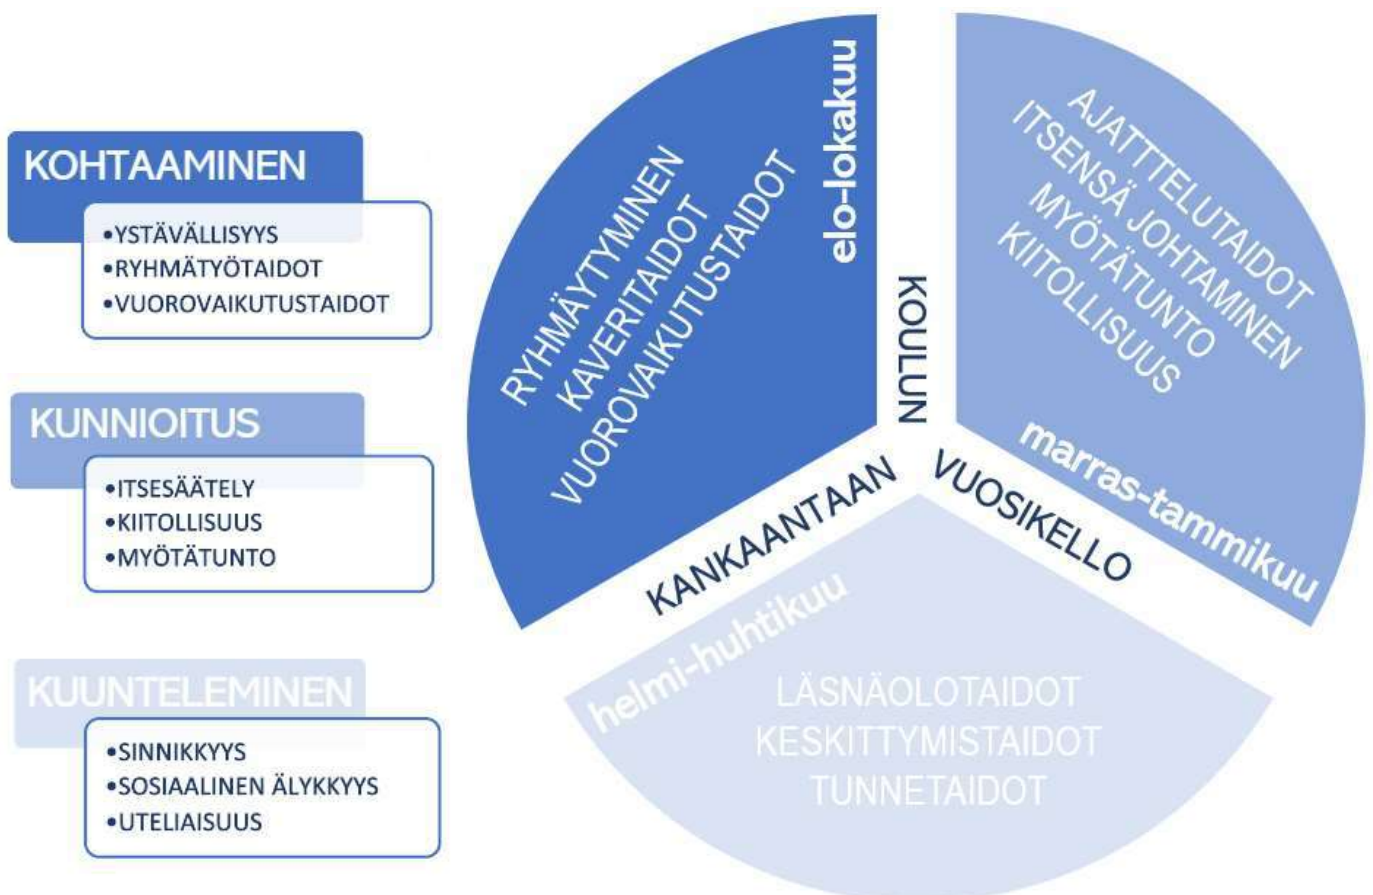 KOHTAAMINEN
•YSTÄVÄLLISYYS
•RYHMÄTYÖTAIDOT
•VUOROVAIKUTUSTAIDOT
KUNNIOITUS
•ITSESÄÄTELY
•KIITOLLISUUS
•MYÖTÄTUNTO
KUUNTELEMINEN
•SINNIKKYYS
•SOSIAALINEN ÄLYKKYYS
•UTELIAISUUS
elo-lokakuu
RYHMÄYTYMINEN
KAVERITAIDOT
VUOROVAIKUTUSTAIDOT
AJATTTELUTAIDOT
ITSENSÄ JOHTAMINEN
MYÖTÄTUNTO
KIITOLLISUUS
marras-tammikuu
KANKAANTAAN
KOULUN
VUOSIKELLO
helmi-huhtikuu
LÄSNÄOLOTAIDOT
KESKITTYMISTAIDOT
TUNNETAIDOT